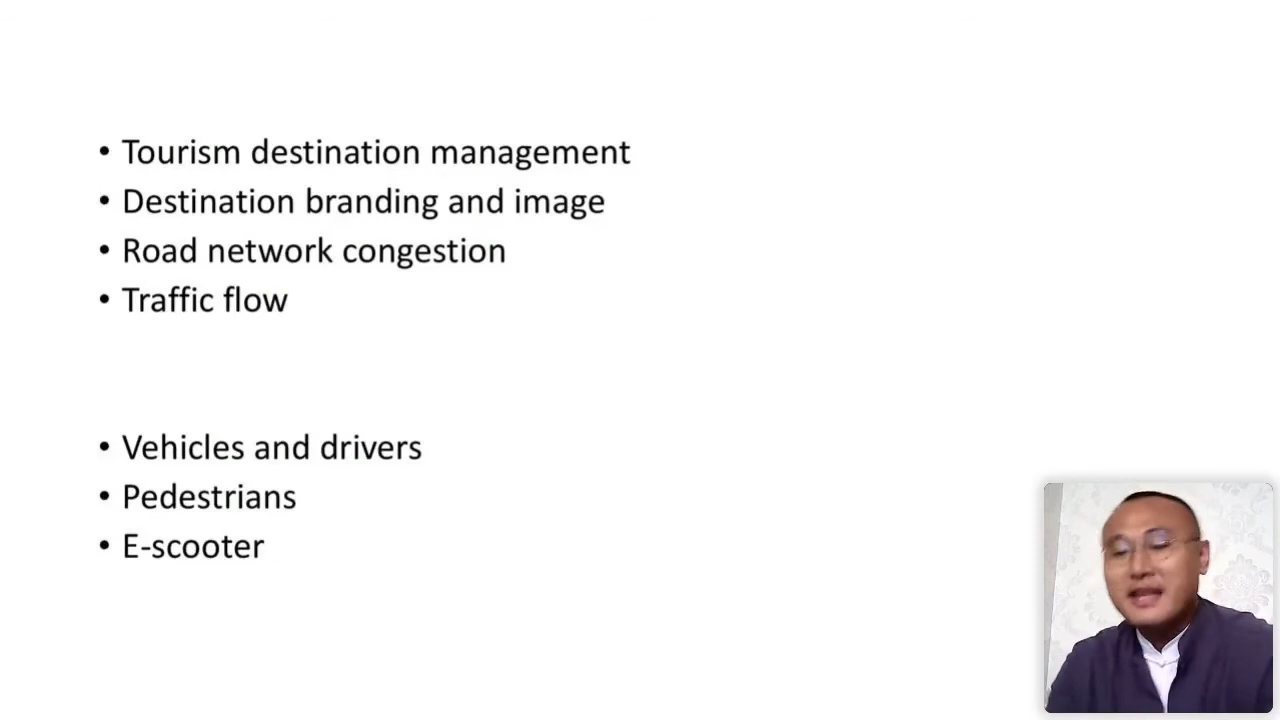 • Tourism destination management
• Destination branding and image
• Road network congestion
• Traffic flow
• Vehicles and drivers
• Pedestrians
• E-scooter